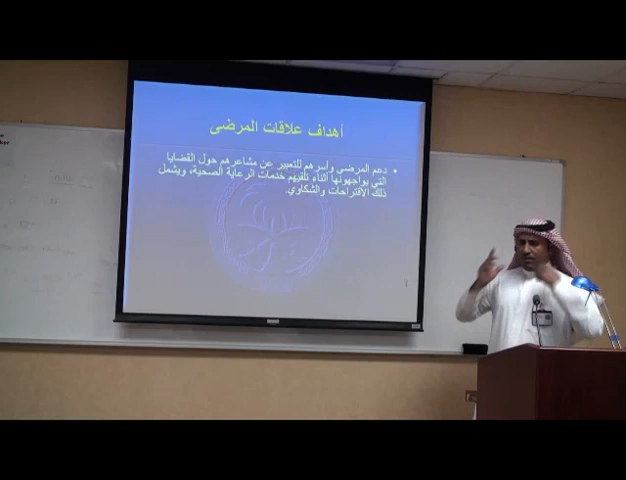 أهداف علاقات المرضى
• دعم المرضى وأسرهم للتعبير عن مشاعرهم حول القضايا
التي يواجهونها أثناء تلقيهم خدمات الرعاية الصحية، ويشمل
ذلك الاقتراحات والشكاوي.